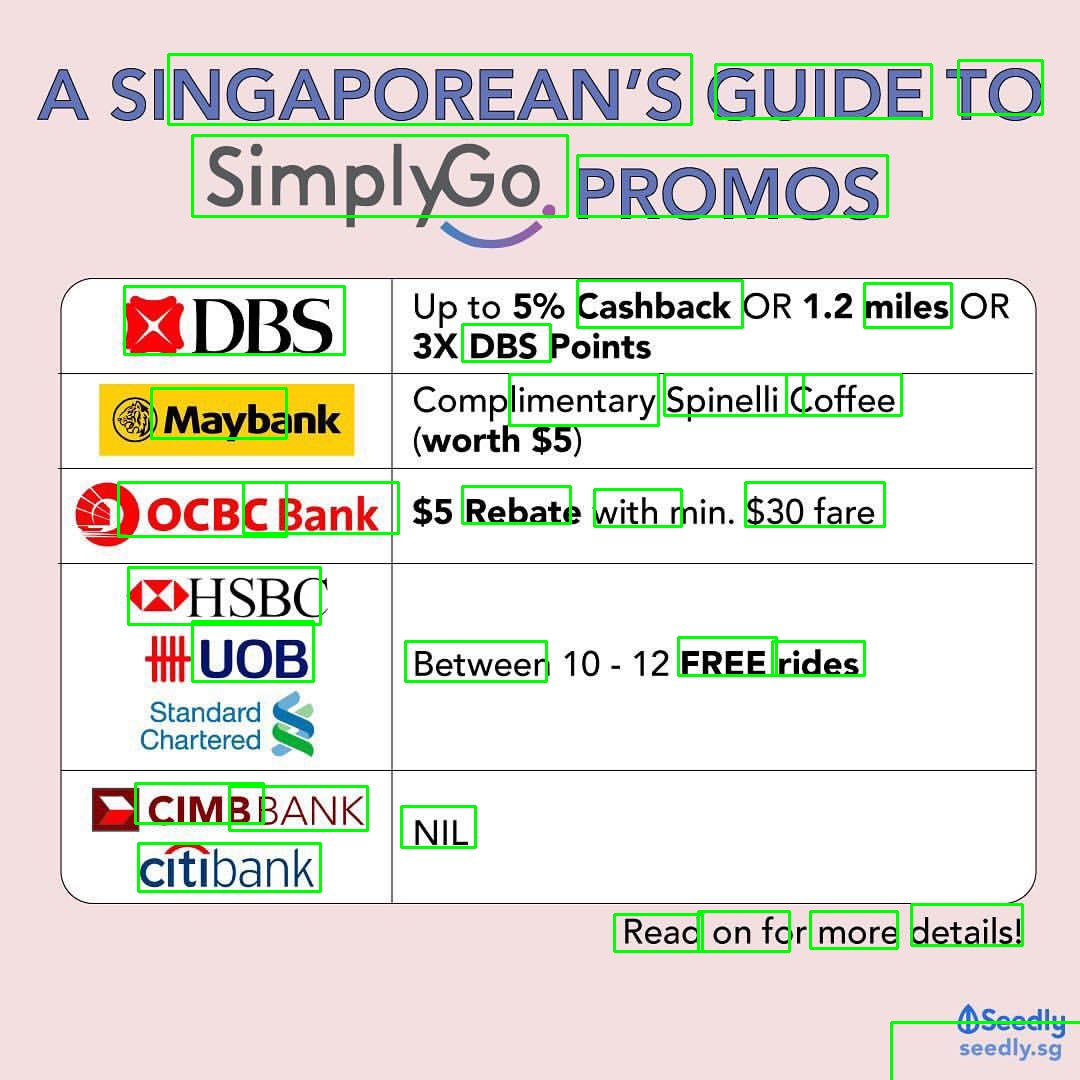 A SINGAPOREAN'S GUIDE TO
SimplyGo. PROMOS
DBS
Up to 5% Cashback OR 1.2 miles OR
3X DBS Points
Maybank
Complimentary Spinelli Coffee
(worth $5)
OCBC Bank
$5 Rebate with min. $30 fare
HSBC
UOB
Standard
Chartered
Between 10 - 12 FREE rides
CIMB BANK
citibank
NIL
Read on for more details!
Seedly
seedly.sg